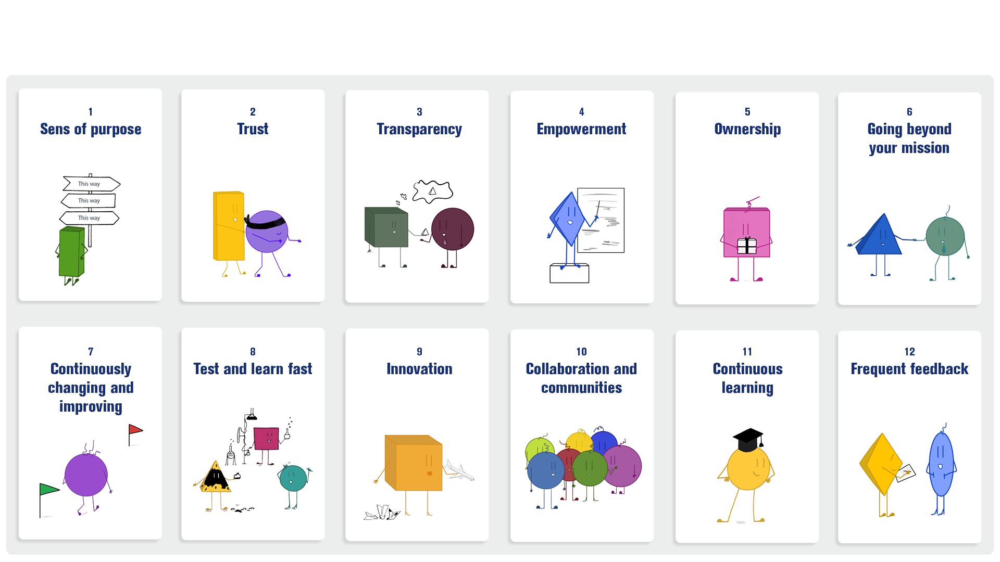 1
Sens of purpose
This way
This way
This way
2
Trust
3
Transparency
4
Empowerment
5
Ownership
6
Going beyond
your mission
7
Continuously
changing and
improving
8
Test and learn fast
9
Innovation
10
Collaboration and
communities
11
Continuous
learning
12
Frequent feedback